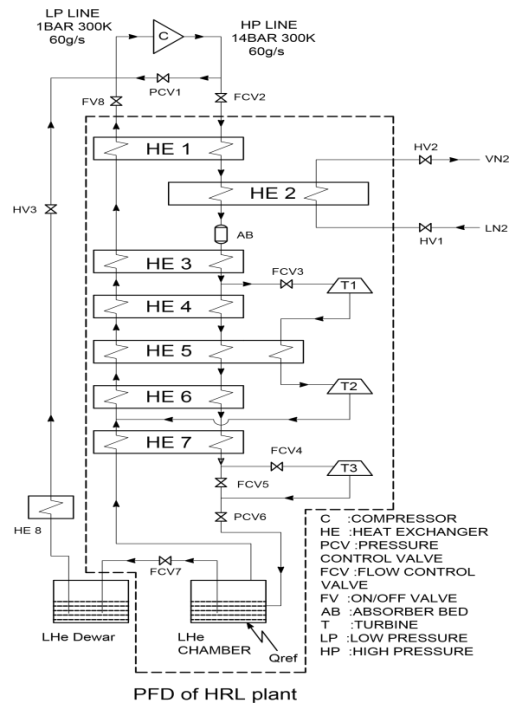 LP LINE
1BAR 300K
60g/s
HP LINE
14BAR 300K
60g/s
C
PCV1
FV8
FCV2
HE 1
HV2
VN2
HE 2
HV3
AB
HV1
LN2
HE 3
FCV3
T1
HE 4
HE 5
T2
HE 6
HE 7
FCV4
T3
FCV5
HE 8
PCV6
FCV7
LHe Dewar
LHe
CHAMBER
Qref
C :COMPRESSOR
HE :HEAT EXCHANGER
PCV :PRESSURE
CONTROL VALVE
FCV :FLOW CONTROL
VALVE
FV :ON/OFF VALVE
AB :ABSORBER BED
T :TURBINE
LP :LOW PRESSURE
HP :HIGH PRESSURE
PFD of HRL plant